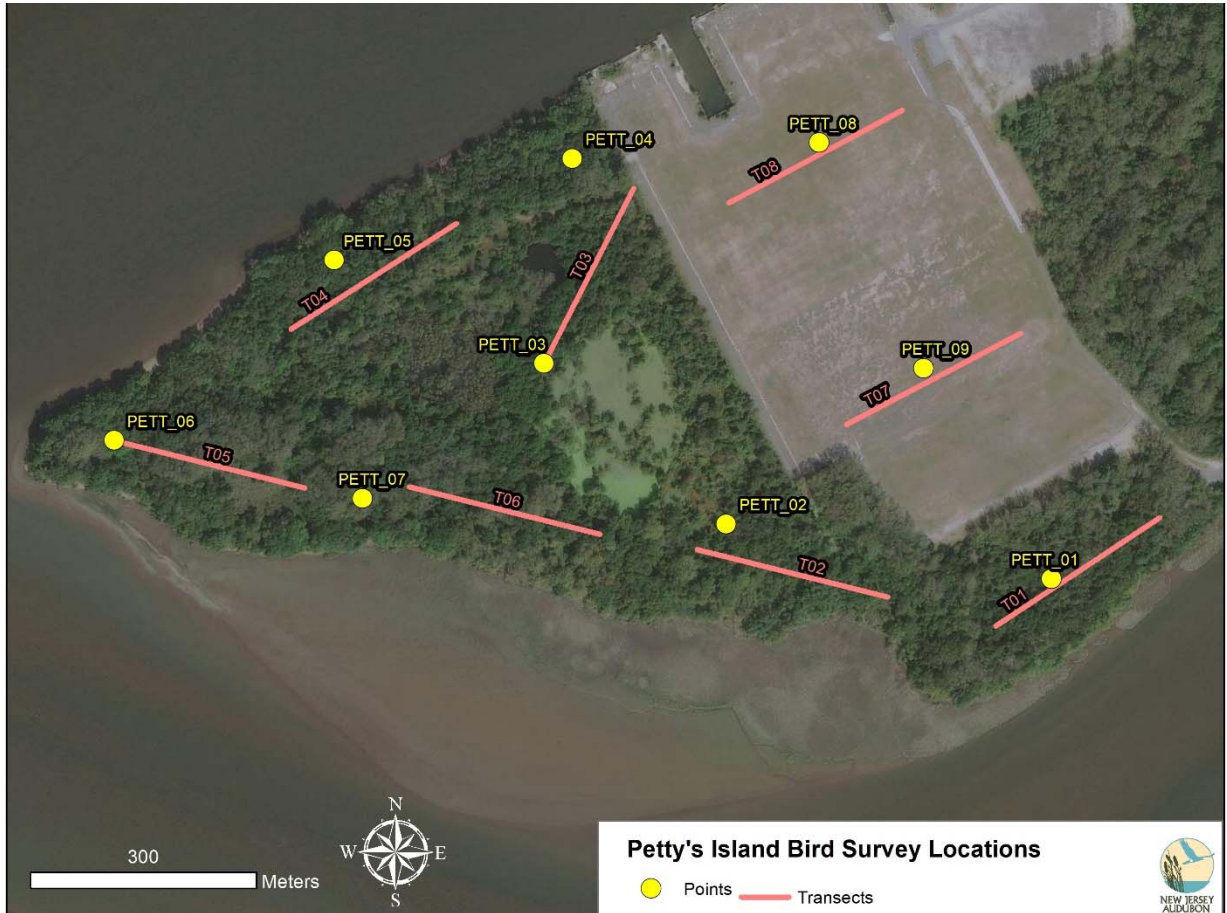 PETT_04
PETT_08
T08
PETT_05
T03
T04
PETT_03
PETT_09
T07
PETT_06
T05
PETT_07
T06
PETT_02
T02
PETT_01
T01
N
W E
S
300
Meters
Petty's Island Bird Survey Locations
Points Transects
NEW JERSEY
AUDUBON